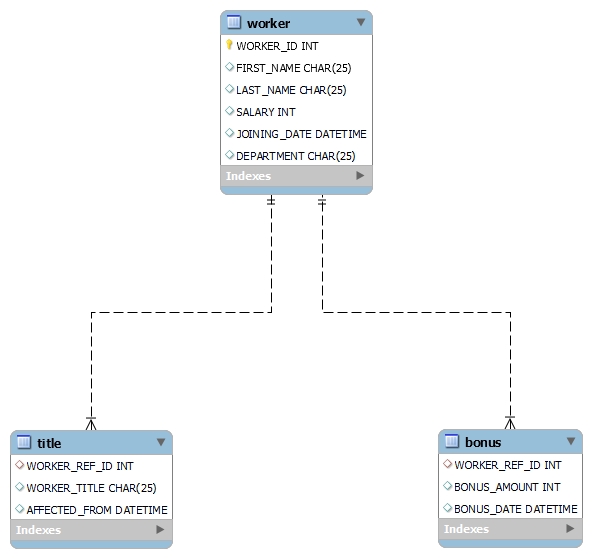 worker
WORKER_ID INT
FIRST_NAME CHAR(25)
LAST_NAME CHAR(25)
SALARY INT
JOINING_DATE DATETIME
DEPARTMENT CHAR(25)
Indexes
title
WORKER_REF_ID INT
WORKER_TITLE CHAR(25)
AFFECTED_FROM DATETIME
Indexes
bonus
WORKER_REF_ID INT
BONUS_AMOUNT INT
BONUS_DATE DATETIME
Indexes